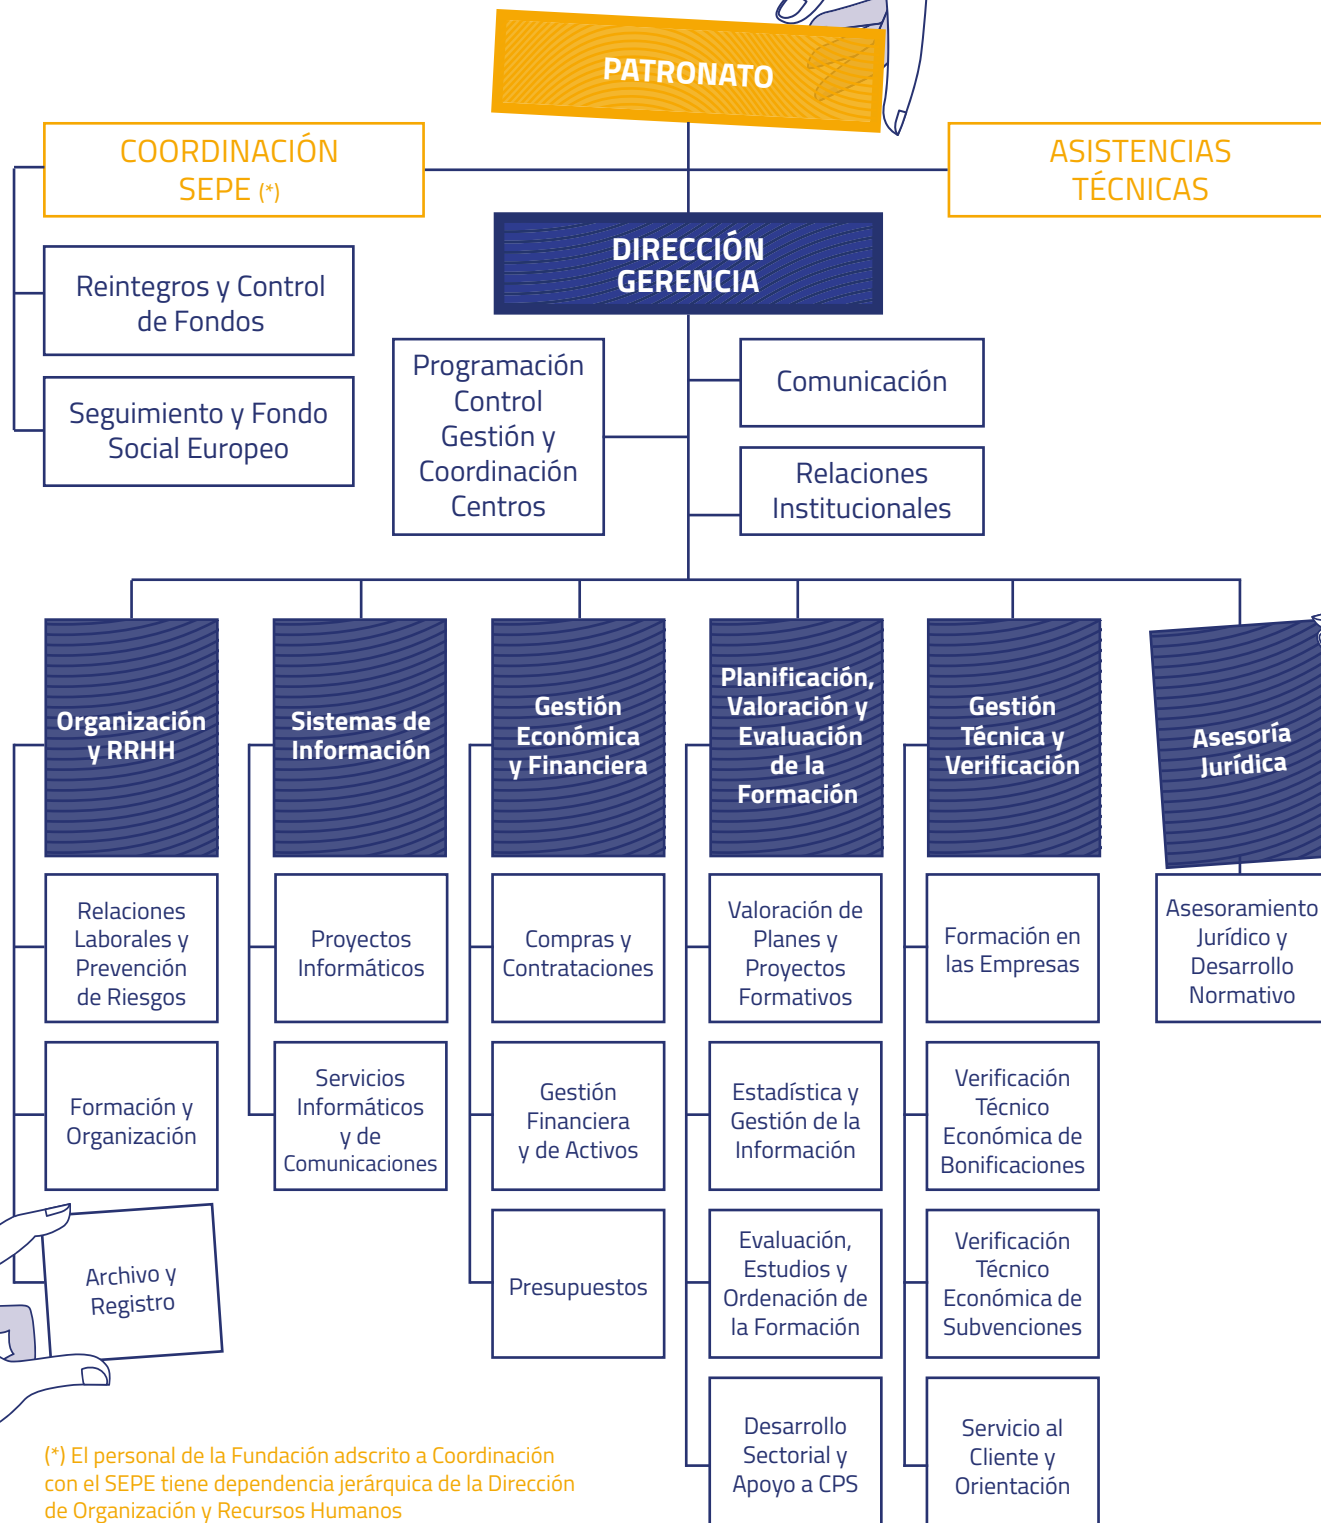 PATRONATO
COORDINACIÓN
SEPE (*)
ASISTENCIAS
TÉCNICAS
DIRECCIÓN
GERENCIA
Reintegros y Control
de Fondos
Seguimiento y Fondo
Social Europeo
Programación
Control
Gestión y
Coordinación
Centros
Comunicación
Relaciones
Institucionales
Organización
y RRHH
Sistemas de
Información
Gestión
Económica
y Financiera
Planificación,
Valoración y
Evaluación
de la
Formación
Gestión
Técnica y
Verificación
Asesoría
Jurídica
Relaciones
Laborales y
Prevención
de Riesgos
Proyectos
Informáticos
Compras y
Contrataciones
Valoración de
Planes y
Proyectos
Formativos
Formación en
las Empresas
Asesoramiento
Jurídico y
Desarrollo
Normativo
Formación y
Organización
Servicios
Informáticos
y de
Comunicaciones
Gestión
Financiera
y de Activos
Estadística y
Gestión de la
Información
Verificación
Técnico
Económica de
Bonificaciones
Archivo y
Registro
Presupuestos
Evaluación,
Estudios y
Ordenación de
la Formación
Verificación
Técnico
Económica de
Subvenciones
Desarrollo
Sectorial y
Apoyo a CPS
Servicio al
Cliente y
Orientación
(*) El personal de la Fundación adscrito a Coordinación
con el SEPE tiene dependencia jerárquica de la Dirección
de Organización y Recursos Humanos